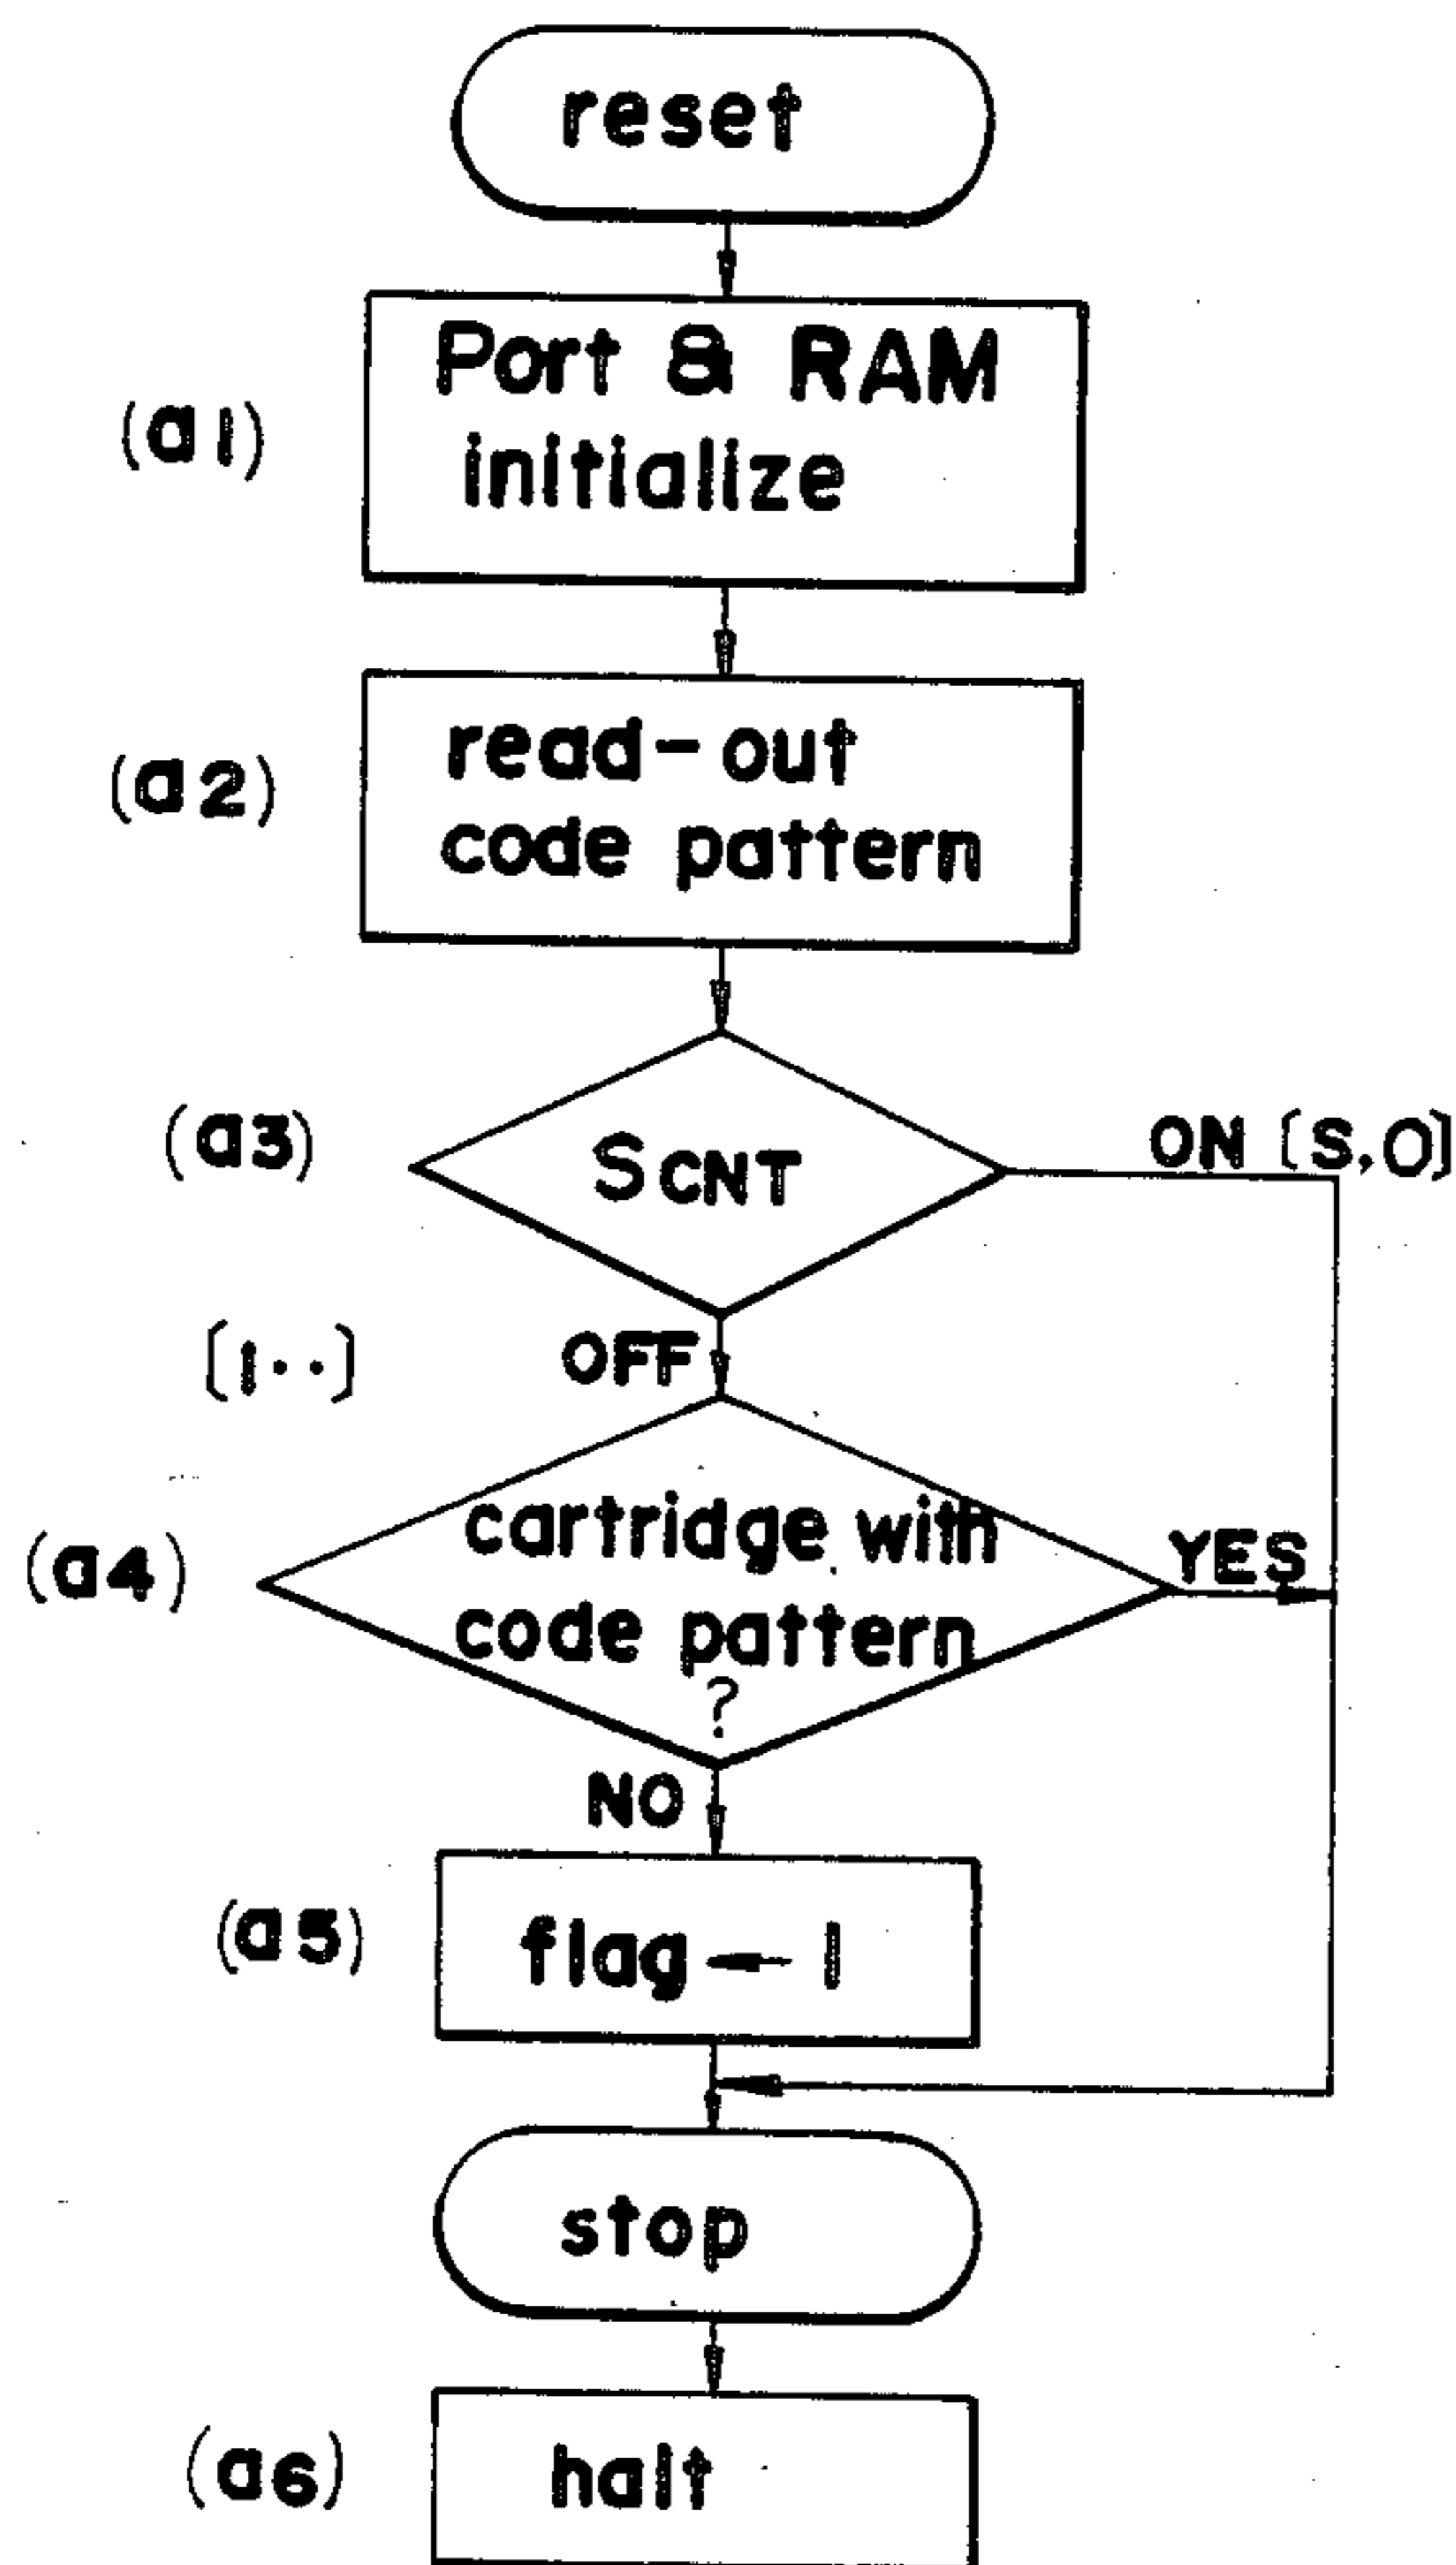 reset
(a1)
Port & RAM
initialize
(a2)
read-out
code pattern
(a3)
SCNT
ON [S,O]
[1··)
OFF
(a4)
cartridge with
code pattern
?
YES
NO
(a5)
flag ← 1
stop
(a6)
halt